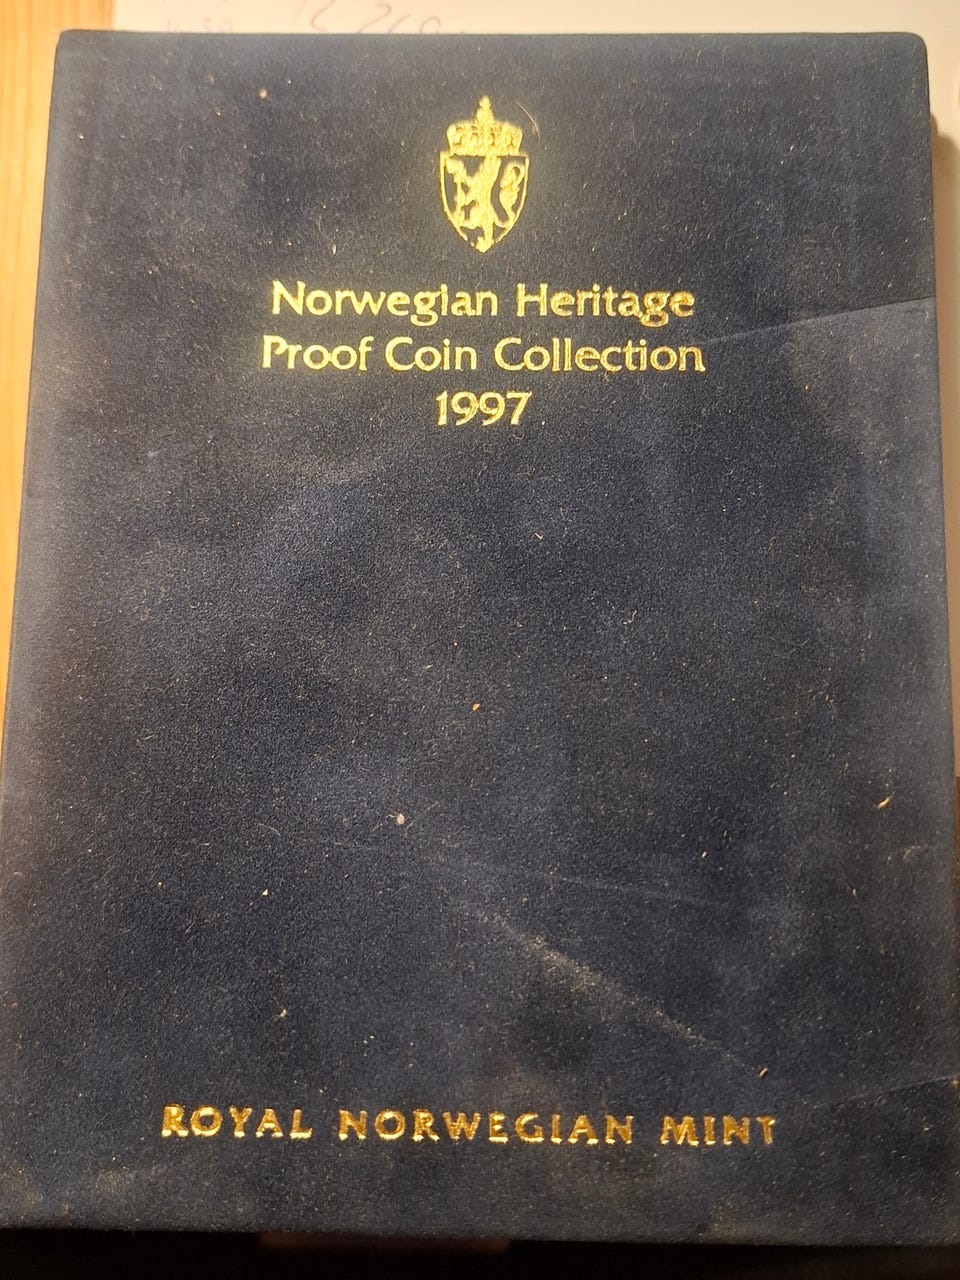 Norwegian Heritage
Proof Coin Collection
1997
ROYAL NORWEGIAN MINT